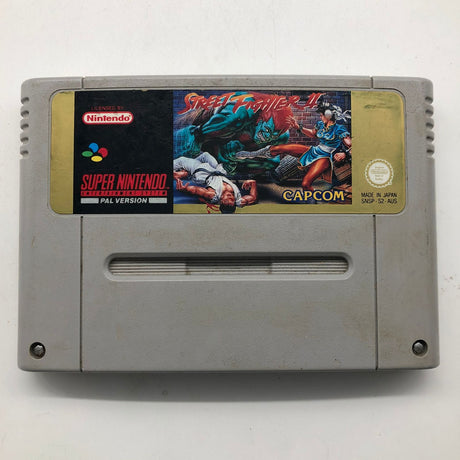 LICENSED BY
Nintendo
SUPER NINTENDO
ENTERTAINMENT SYSTEM
PAL VERSION
STREET FIGHTER II
CAPCOM
MADE IN JAPAN
SNSP-S2-AUS